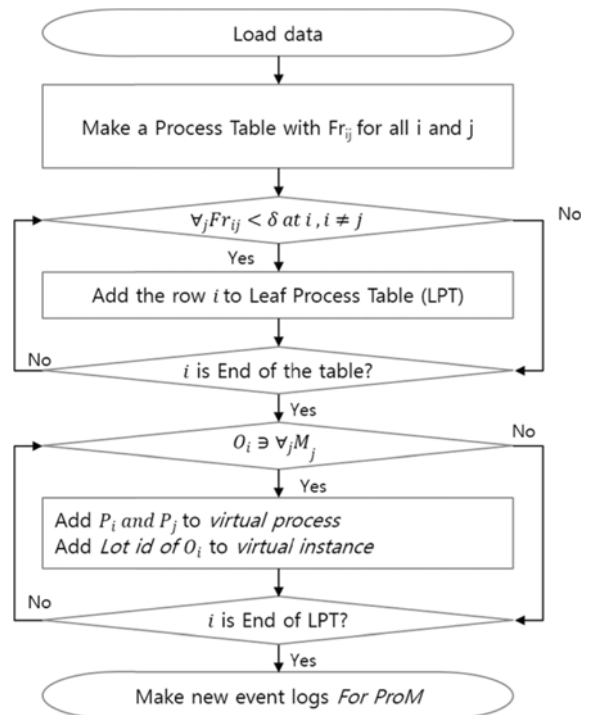 Load data
Make a Process Table with Fr_ij for all i and j
∀_j Fr_ij < δ at i , i ≠ j
No
Yes
Add the row i to Leaf Process Table (LPT)
No
i is End of the table?
Yes
O_i ∋ ∀_j M_j
No
Yes
Add P_i and P_j to virtual process
Add Lot id of O_i to virtual instance
No
i is End of LPT?
Yes
Make new event logs For ProM